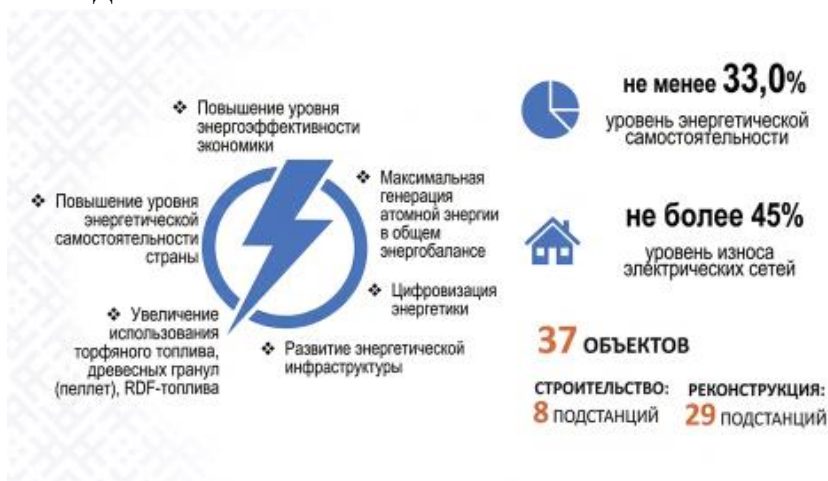 ❖ Повышение уровня
энергоэффективности
экономики
❖ Повышение уровня
энергетической
самостоятельности
страны
❖ Максимальная
генерация
атомной энергии
в общем
энергобалансе
❖ Цифровизация
энергетики
❖ Увеличение
использования
торфяного топлива,
древесных гранул
(пеллет), RDF-топлива
❖ Развитие энергетической
инфраструктуры
не менее 33,0%
уровень энергетической
самостоятельности
не более 45%
уровень износа
электрических сетей
37 ОБЪЕКТОВ
СТРОИТЕЛЬСТВО:
8 ПОДСТАНЦИЙ
РЕКОНСТРУКЦИЯ:
29 ПОДСТАНЦИЙ